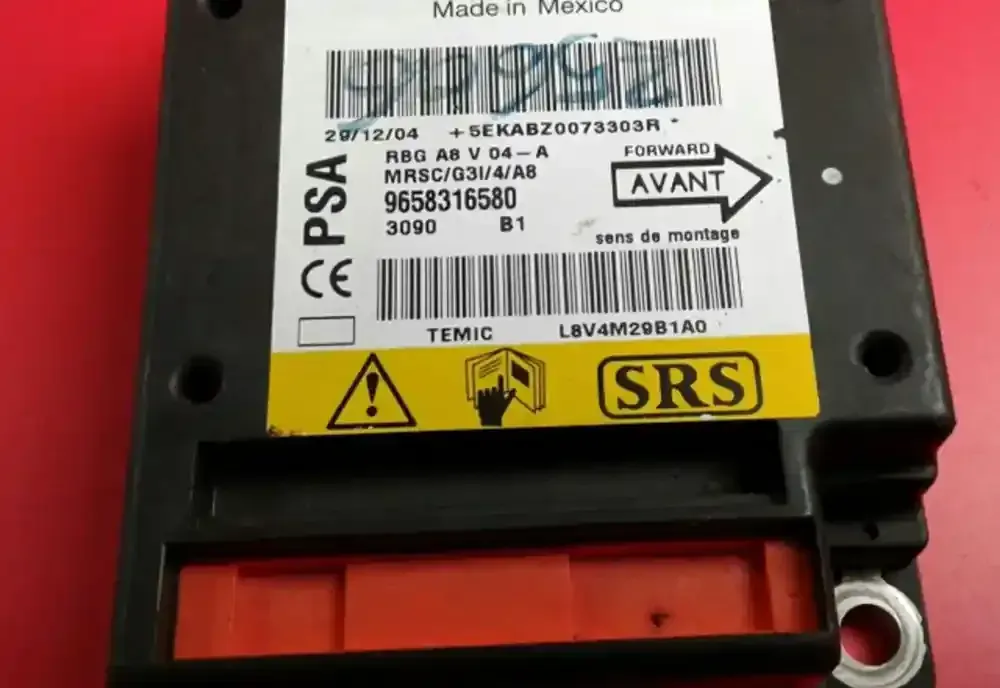 Made in Mexico
29/12/04 +5EKABZ0073303R *
PSA
RBG A8 V 04-A
MRSC/G3I/4/A8
9658316580
3090 B1
FORWARD
AVANT
sens de montage
CE
TEMIC L8V4M29B1A0
SRS